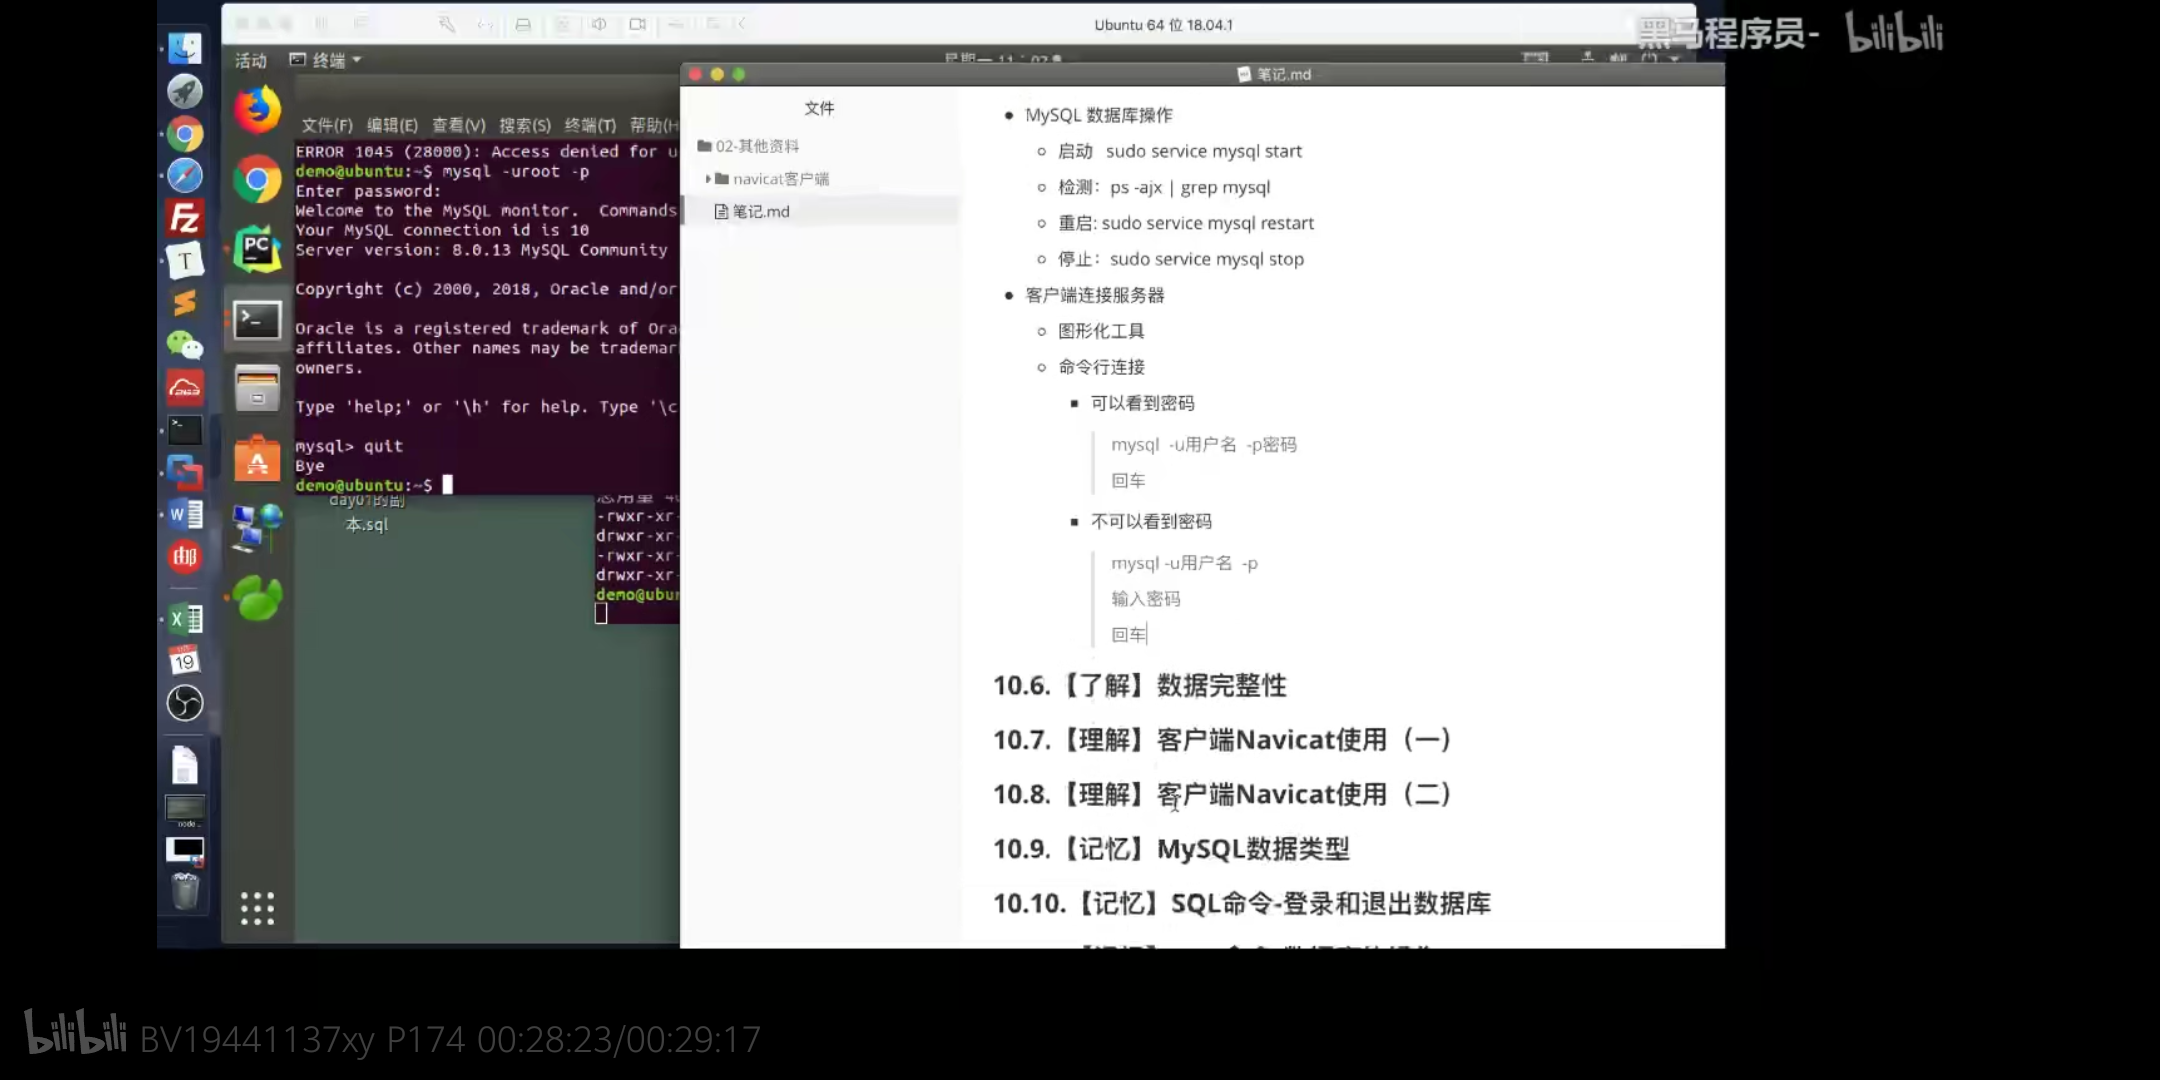 Ubuntu 64 位 18.04.1
黑马程序员-
bilibili
活动
终端
文件(F) 编辑(E) 查看(V) 搜索(S) 终端(T) 帮助(H
ERROR 1045 (28000): Access denied for u
demo@ubuntu:~$ mysql -uroot -p
Enter password:
Welcome to the MySQL monitor.  Commands
Your MySQL connection id is 10
Server version: 8.0.13 MySQL Community
Copyright (c) 2000, 2018, Oracle and/or
Oracle is a registered trademark of Ora
affiliates. Other names may be trademar
owners.
Type 'help;' or '\h' for help. Type '\c
mysql> quit
Bye
demo@ubuntu:~$
day01的副
本.sql
-rwxr-xr-
drwxr-xr-
-rwxr-xr-
drwxr-xr-
demo@ubun
笔记.md
文件
02-其他资料
navicat客户端
笔记.md
MySQL 数据库操作
启动 sudo service mysql start
检测：ps -ajx | grep mysql
重启: sudo service mysql restart
停止：sudo service mysql stop
客户端连接服务器
图形化工具
命令行连接
可以看到密码
mysql -u用户名 -p密码
回车
不可以看到密码
mysql -u用户名 -p
输入密码
回车
10.6.【了解】数据完整性
10.7.【理解】客户端Navicat使用（一）
10.8.【理解】客户端Navicat使用（二）
10.9.【记忆】MySQL数据类型
10.10.【记忆】SQL命令-登录和退出数据库
bilibili BV19441137xy P174 00:28:23/00:29:17